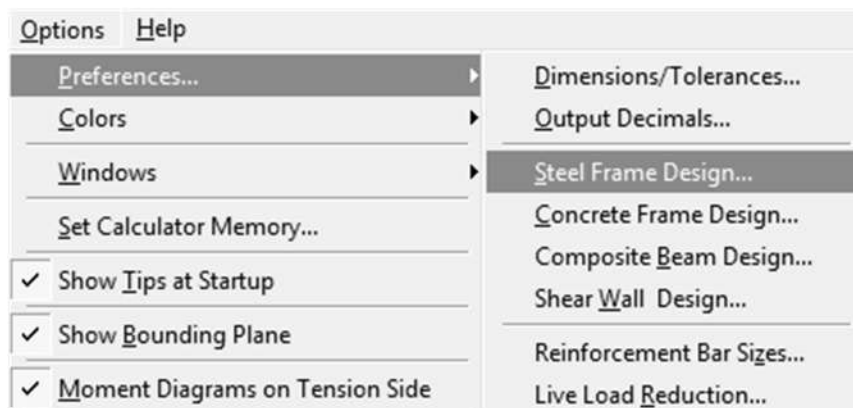 Options Help
Preferences...
Colors
Windows
Set Calculator Memory...
Show Tips at Startup
Show Bounding Plane
Moment Diagrams on Tension Side
Dimensions/Tolerances...
Output Decimals...
Steel Frame Design...
Concrete Frame Design...
Composite Beam Design...
Shear Wall Design...
Reinforcement Bar Sizes...
Live Load Reduction...